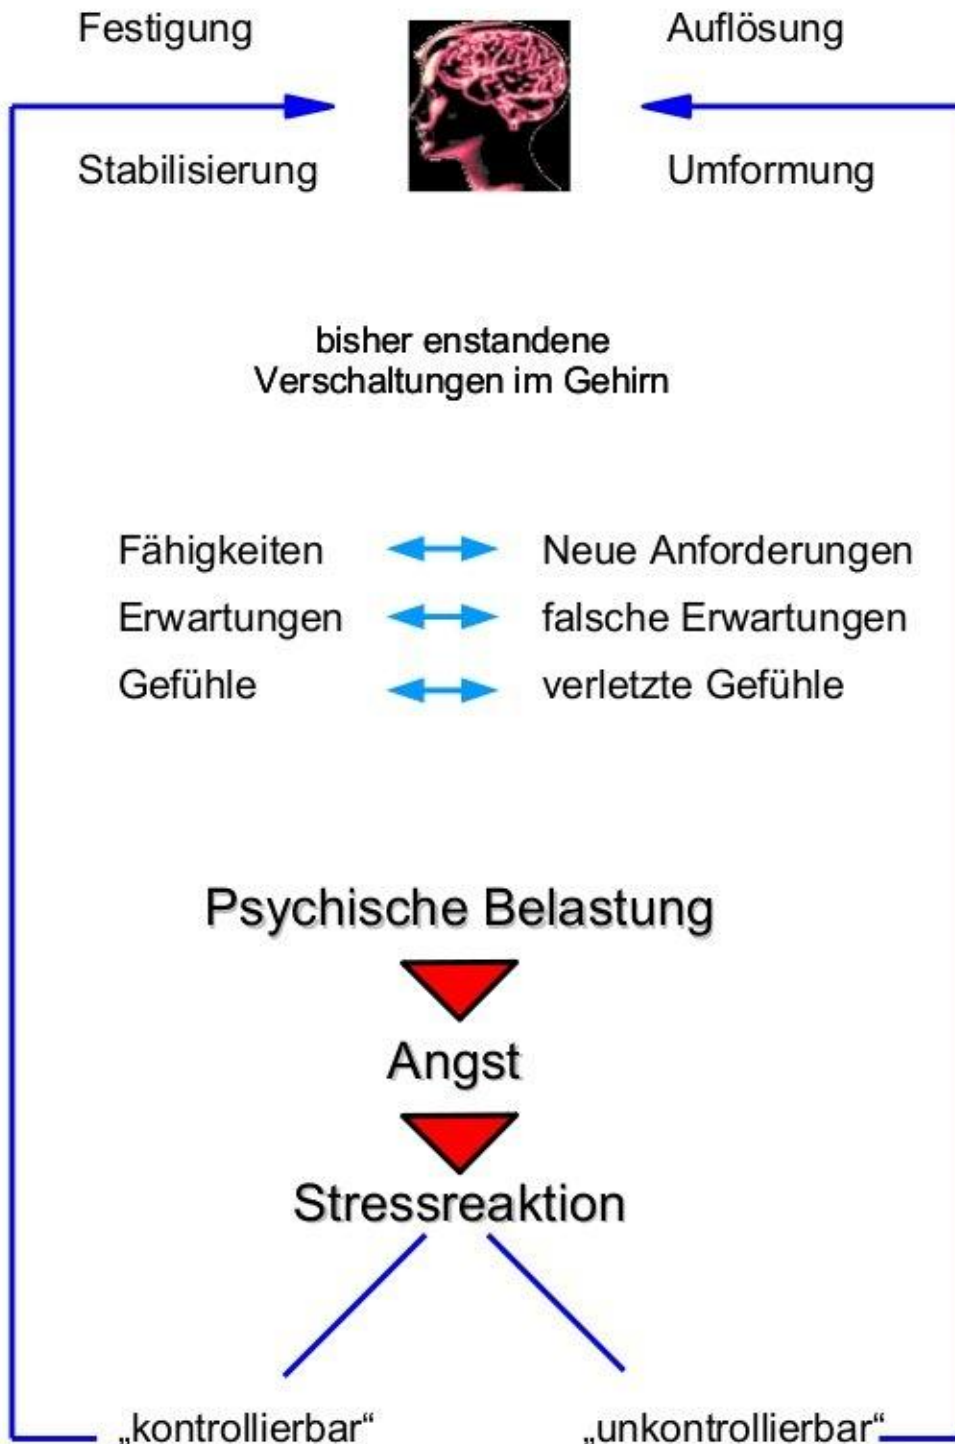 Festigung Auflösung
Stabilisierung Umformung
bisher enstandene
Verschaltungen im Gehirn
Fähigkeiten Neue Anforderungen
Erwartungen falsche Erwartungen
Gefühle verletzte Gefühle
Psychische Belastung
Angst
Stressreaktion
„kontrollierbar“ „unkontrollierbar“